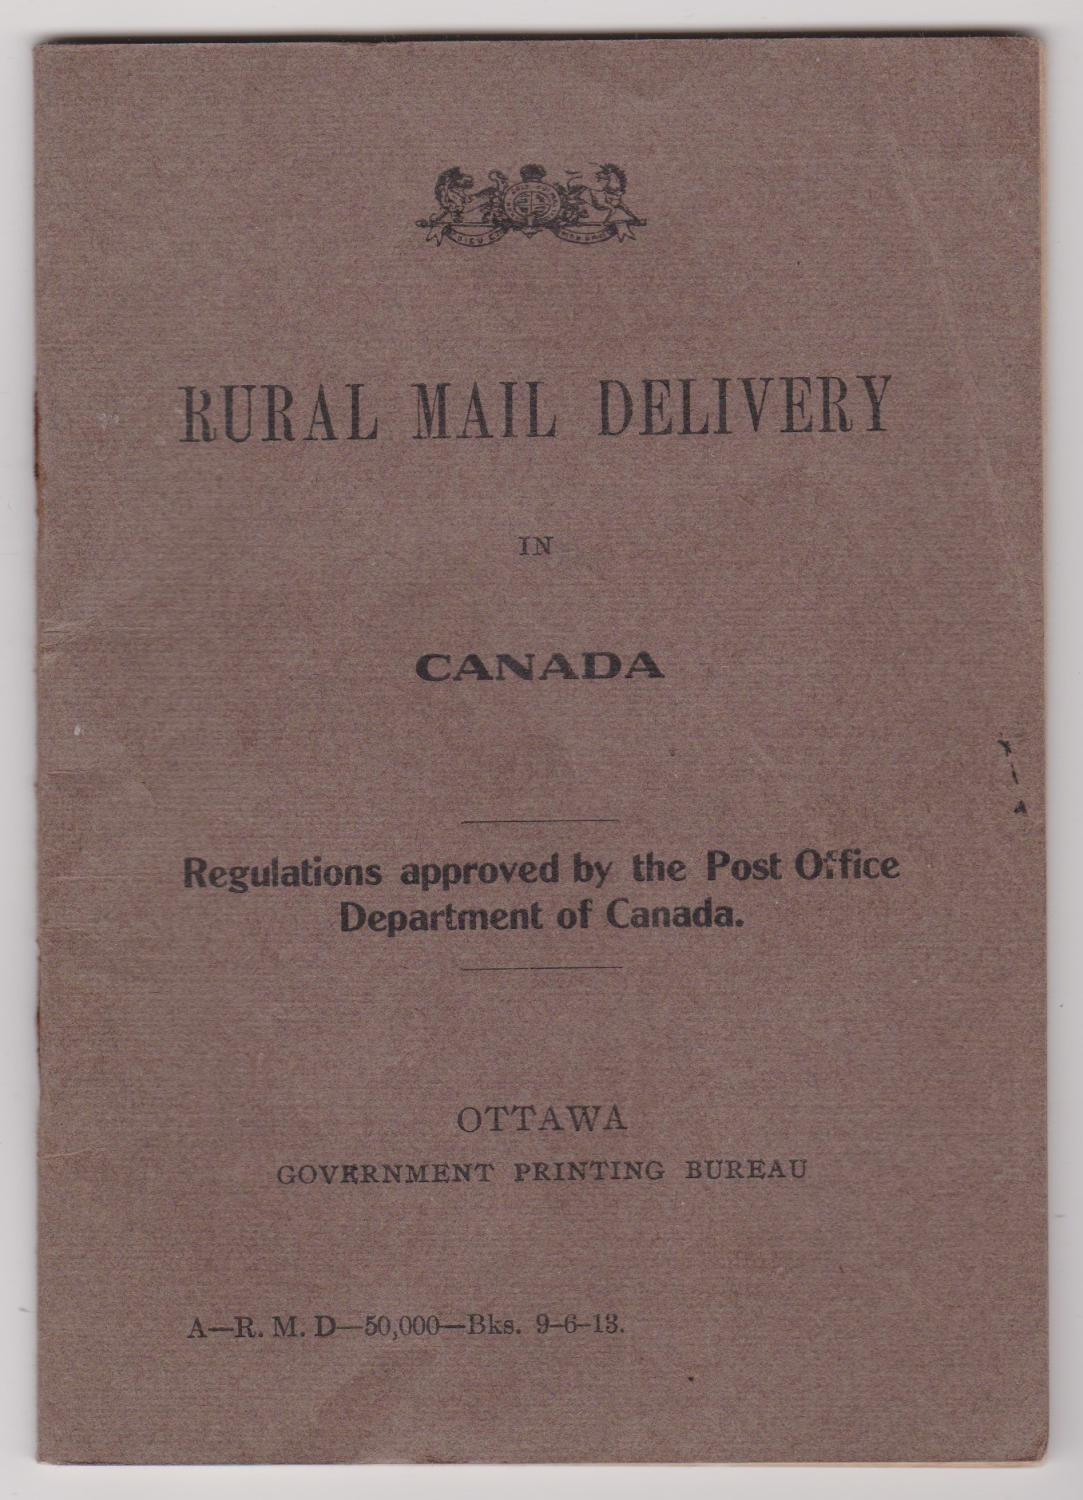 RURAL MAIL DELIVERY
IN
CANADA
Regulations approved by the Post Office
Department of Canada.
OTTAWA
GOVERNMENT PRINTING BUREAU
A—R. M. D—50,000—Bks. 9–6–13.